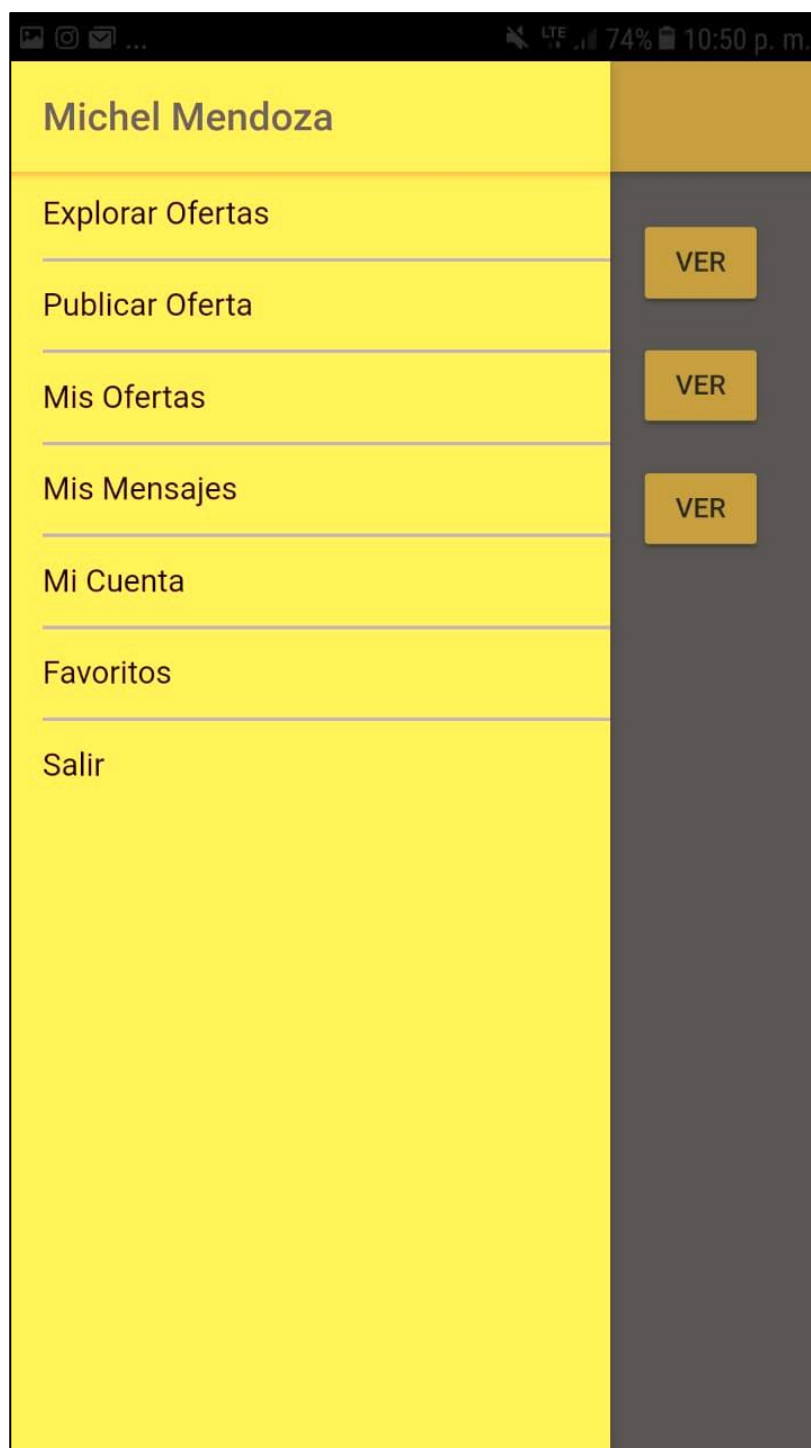 ... LTE 74% 10:50 p. m.
Michel Mendoza
Explorar Ofertas
VER
Publicar Oferta
Mis Ofertas
VER
Mis Mensajes
VER
Mi Cuenta
Favoritos
Salir